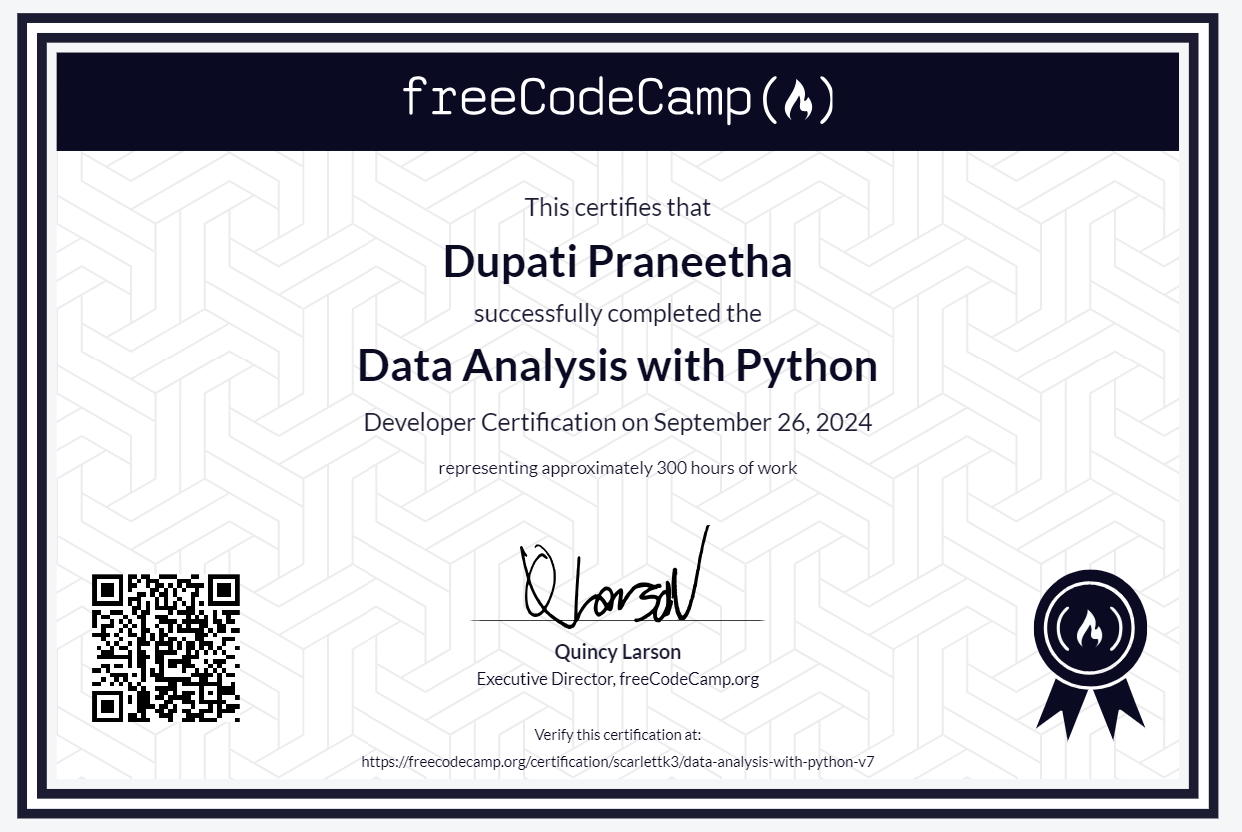 freeCodeCamp
This certifies that
Dupati Praneetha
successfully completed the
Data Analysis with Python
Developer Certification on September 26, 2024
representing approximately 300 hours of work
Q Larson
Quincy Larson
Executive Director, freeCodeCamp.org
Verify this certification at:
https://freecodecamp.org/certification/scarlettk3/data-analysis-with-python-v7